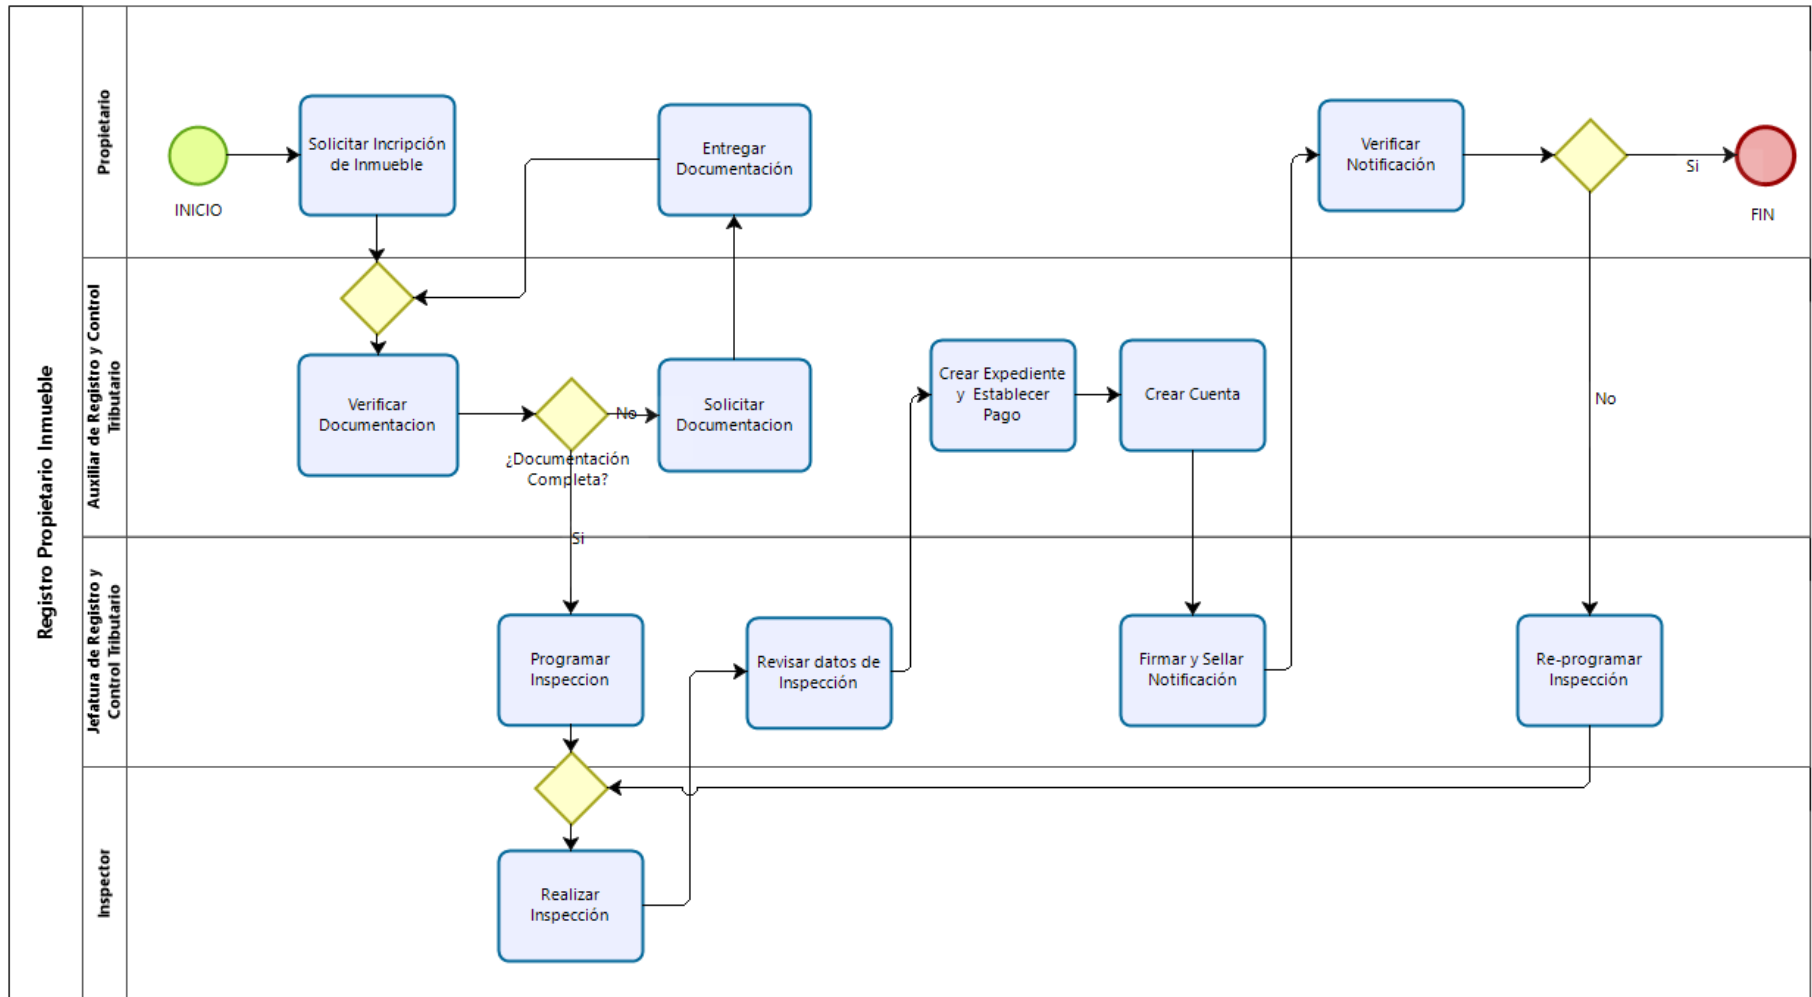 Registro Propietario Inmueble
Propietario
INICIO
Solicitar Incripción
de Inmueble
Entregar
Documentación
Verificar
Notificación
Si
FIN
Auxiliar de Registro y Control
Tributario
Verificar
Documentacion
¿Documentación
Completa?
No
Solicitar
Documentacion
Crear Expediente
y Establecer
Pago
Crear Cuenta
No
Si
Jefatura de Registro y
Control Tributario
Programar
Inspeccion
Revisar datos de
Inspección
Firmar y Sellar
Notificación
Re-programar
Inspección
Inspector
Realizar
Inspección